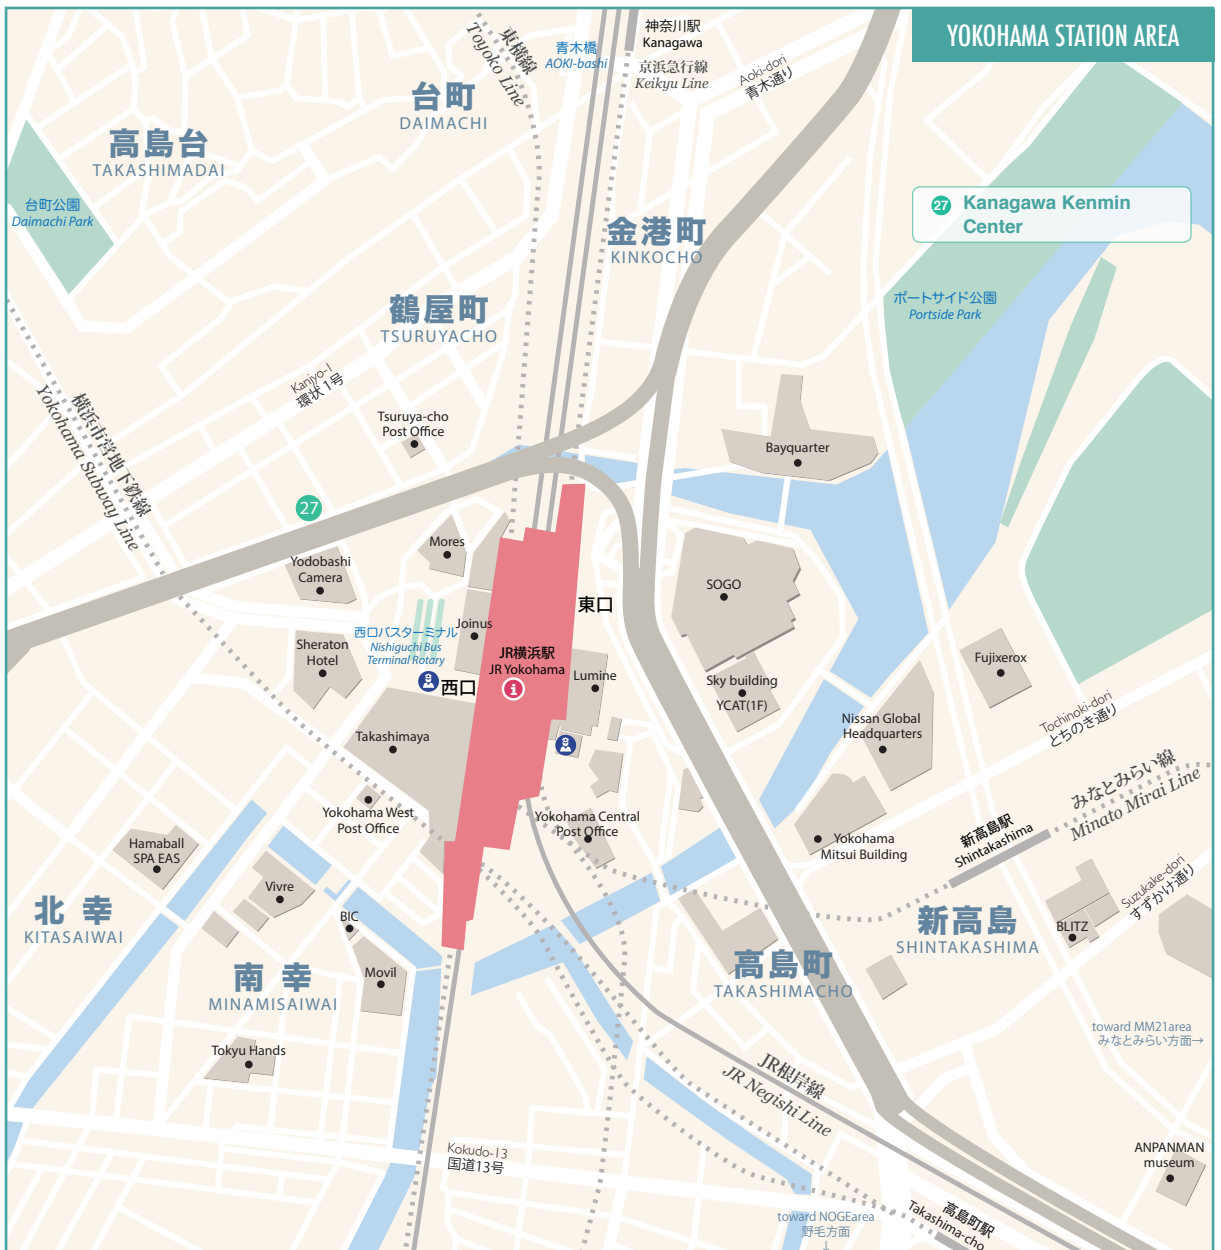 YOKOHAMA STATION AREA
神奈川駅
Kanagawa
京浜急行線
Keikyu Line
青木橋
AOKI-bashi
東横線
Toyoko Line
Aoki-dori
青木通り
台町
DAIMACHI
高島台
TAKASHIMADAI
台町公園
Daimachi Park
27 Kanagawa Kenmin
Center
金港町
KINKOCHO
ポートサイド公園
Portside Park
鶴屋町
TSURUYACHO
Kanjyo-1
環状1号
横浜市営地下鉄線
Yokohama Subway Line
Tsuruya-cho
Post Office
Bayquarter
27
Mores
Yodobashi
Camera
SOGO
東口
西口バスターミナル
Nishiguchi Bus
Terminal Rotary
Joinus
Sheraton
Hotel
JR横浜駅
JR Yokohama
西口
Lumine
Sky building
YCAT(1F)
Fujixerox
Nissan Global
Headquarters
Tochinoki-dori
とちのき通り
Takashimaya
みなとみらい線
Minato Mirai Line
Yokohama West
Post Office
Yokohama Central
Post Office
Yokohama
Mitsui Building
新高島駅
Shintakashima
Hamaball
SPA EAS
Vivre
Suzukake-dori
すずかけ通り
北幸
KITASAIWAI
BIC
新高島
SHINTAKASHIMA
BLITZ
南幸
MINAMISAIWAI
Movil
高島町
TAKASHIMACHO
toward MM21area
みなとみらい方面→
Tokyu Hands
JR根岸線
JR Negishi Line
Kokudo-13
国道13号
ANPANMAN
museum
toward NOGEarea
野毛方面
↓
高島町駅
Takashima-cho